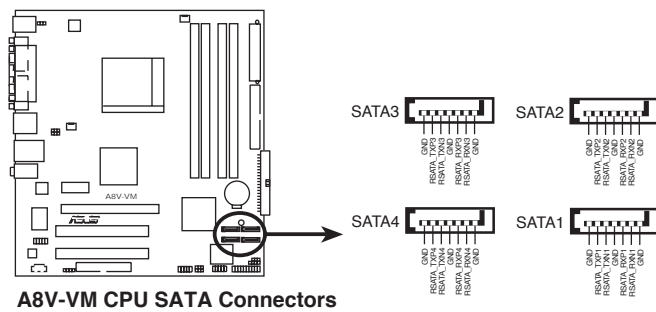 SATA3
GND
RSATA_TXP3
RSATA_TXN3
GND
RSATA_RXP3
RSATA_RXN3
GND
SATA2
GND
RSATA_TXP2
RSATA_TXN2
GND
RSATA_RXP2
RSATA_RXN2
GND
A8V-VM
ASUS
SATA4
GND
RSATA_TXP4
RSATA_TXN4
GND
RSATA_RXP4
RSATA_RXN4
GND
SATA1
GND
RSATA_TXP1
RSATA_TXN1
GND
RSATA_RXP1
RSATA_RXN1
GND
A8V-VM CPU SATA Connectors